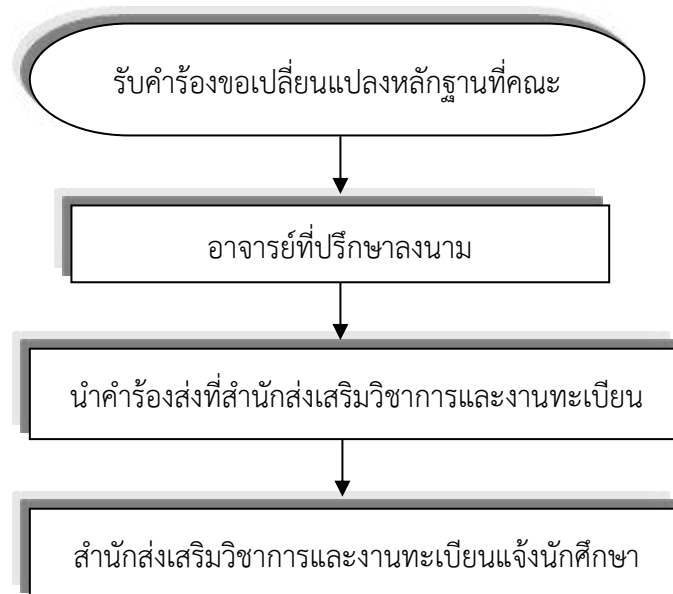 รับคำร้องขอเปลี่ยนแปลงหลักฐานที่คณะ
อาจารย์ที่ปรึกษาลงนาม
นำคำร้องส่งที่สำนักส่งเสริมวิชาการและงานทะเบียน
สำนักส่งเสริมวิชาการและงานทะเบียนแจ้งนักศึกษา